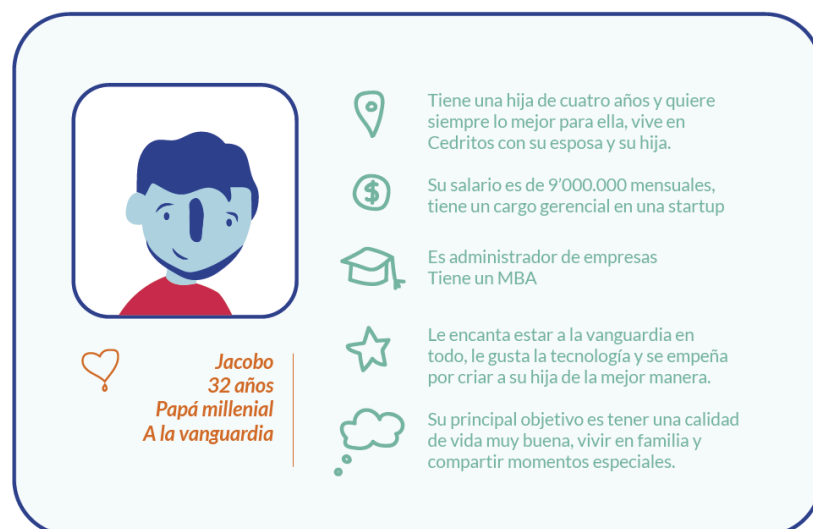 Tiene una hija de cuatro años y quiere
siempre lo mejor para ella, vive en
Cedritos con su esposa y su hija.
Su salario es de 9’000.000 mensuales,
tiene un cargo gerencial en una startup
Es administrador de empresas
Tiene un MBA
Le encanta estar a la vanguardia en
todo, le gusta la tecnología y se empeña
por criar a su hija de la mejor manera.
Su principal objetivo es tener una calidad
de vida muy buena, vivir en familia y
compartir momentos especiales.
Jacobo
32 años
Papá millenial
A la vanguardia